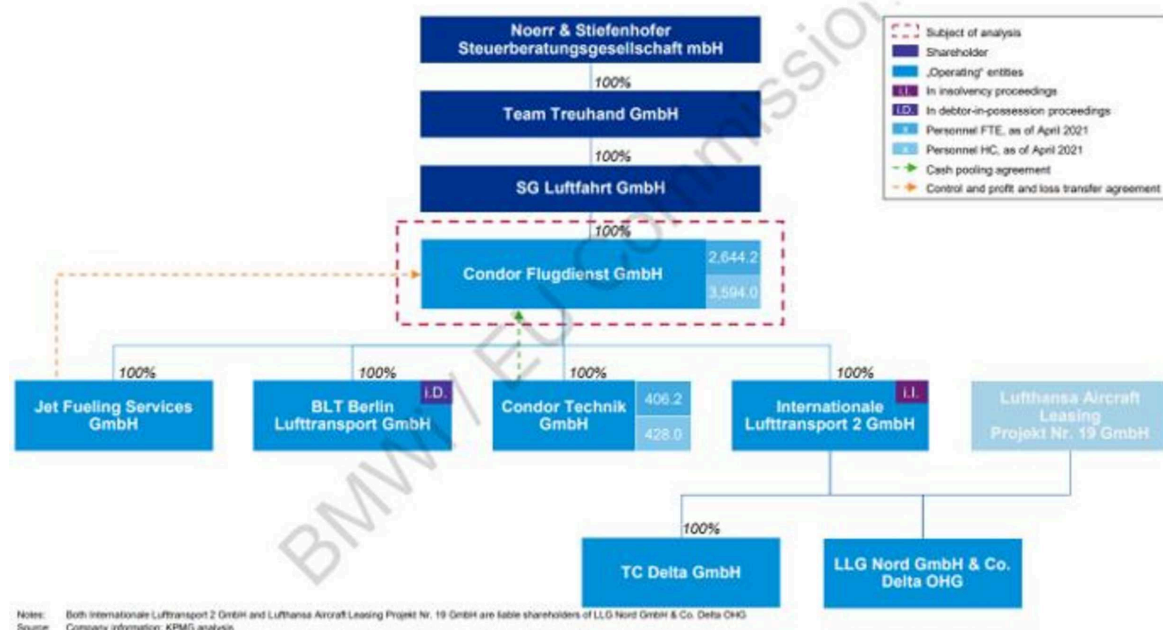 Noerr & Stiefenhofer
Steuerberatungsgesellschaft mbH
100%
Team Treuhand GmbH
100%
SG Luftfahrt GmbH
100%
Condor Flugdienst GmbH
2,644.2
3,594.0
Subject of analysis
Shareholder
„Operating" entities
i.I. In insolvency proceedings
i.D. In debtor-in-possession proceedings
x Personnel FTE, as of April 2021
x Personnel HC, as of April 2021
Cash pooling agreement
Control and profit and loss transfer agreement
100%
Jet Fueling Services
GmbH
100%
i.D.
BLT Berlin
Lufttransport GmbH
100%
Condor Technik
GmbH
406.2
428.0
100%
i.I.
Internationale
Lufttransport 2 GmbH
Lufthansa Aircraft
Leasing
Projekt Nr. 19 GmbH
100%
TC Delta GmbH
LLG Nord GmbH & Co.
Delta OHG
BMWi / EU Commission
Notes: Both Internationale Lufttransport 2 GmbH and Lufthansa Aircraft Leasing Projekt Nr. 19 GmbH are liable shareholders of LLG Nord GmbH & Co. Delta OHG
Source: Company information; KPMG analysis